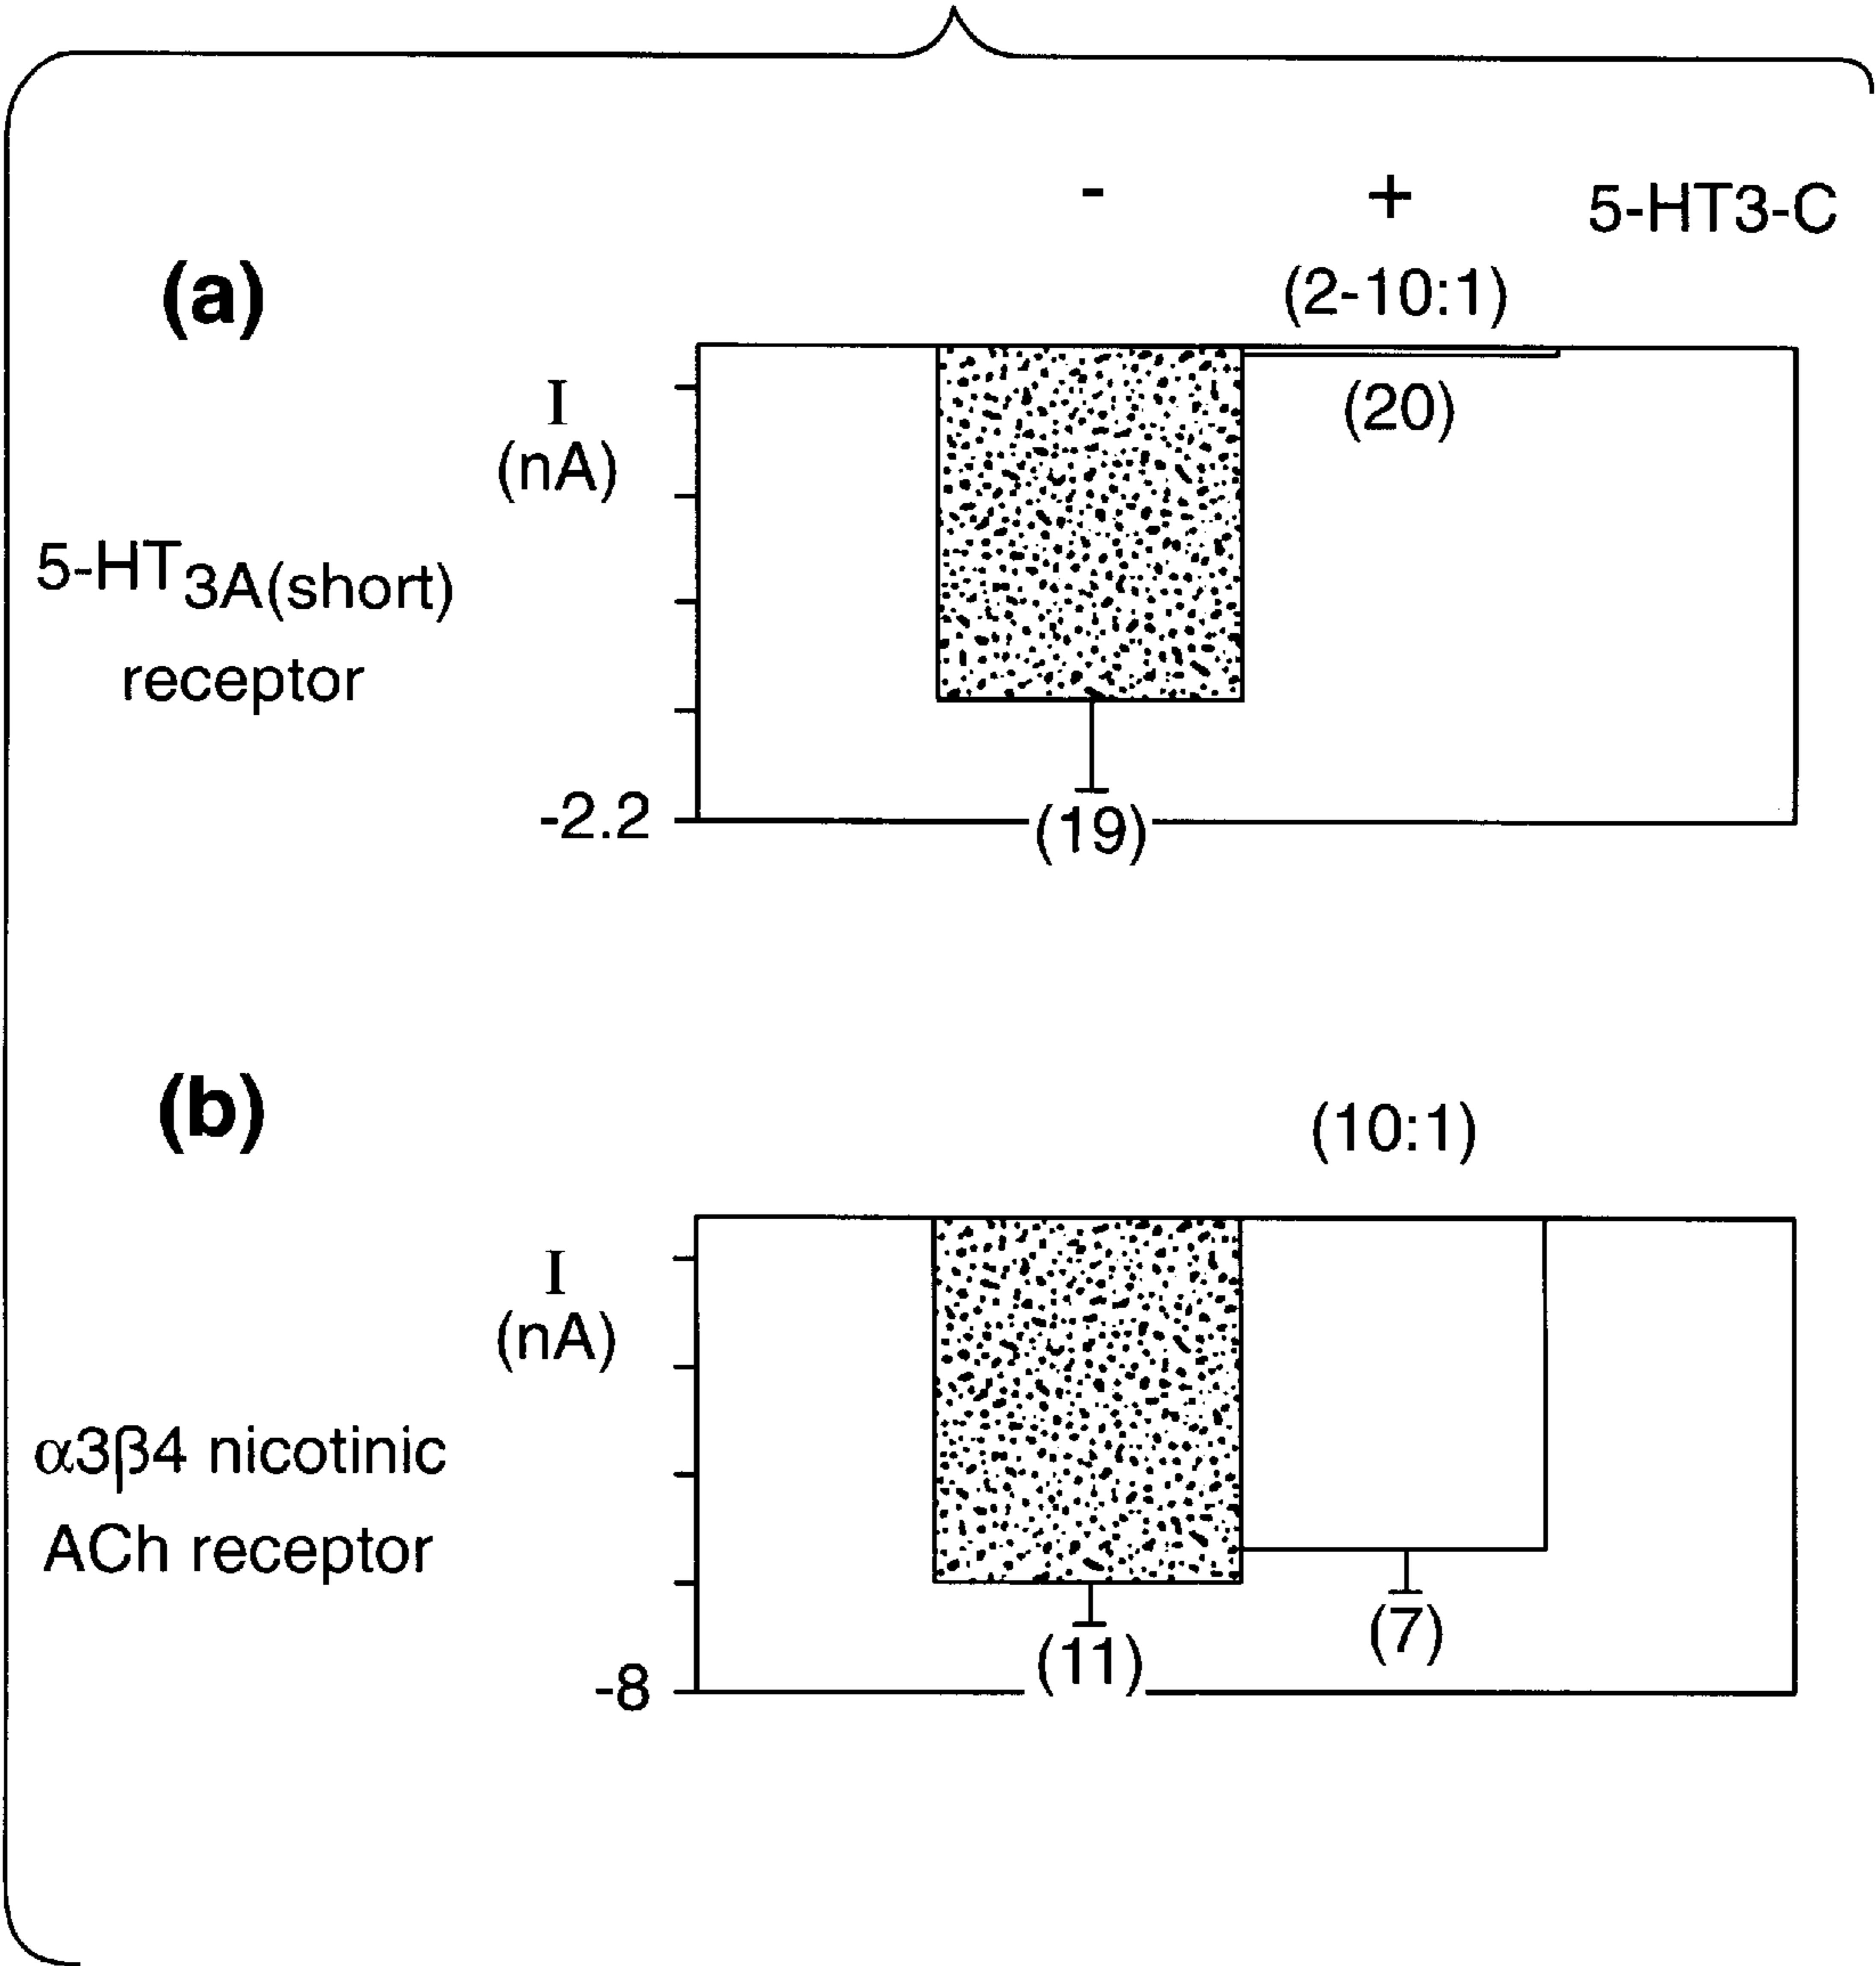 - + 5-HT3-C
(a) (2-10:1)
I
(nA)
(20)
5-HT3A(short)
receptor
-2.2
(19)
(b) (10:1)
I
(nA)
α3β4 nicotinic
ACh receptor
(7)
(11)
-8